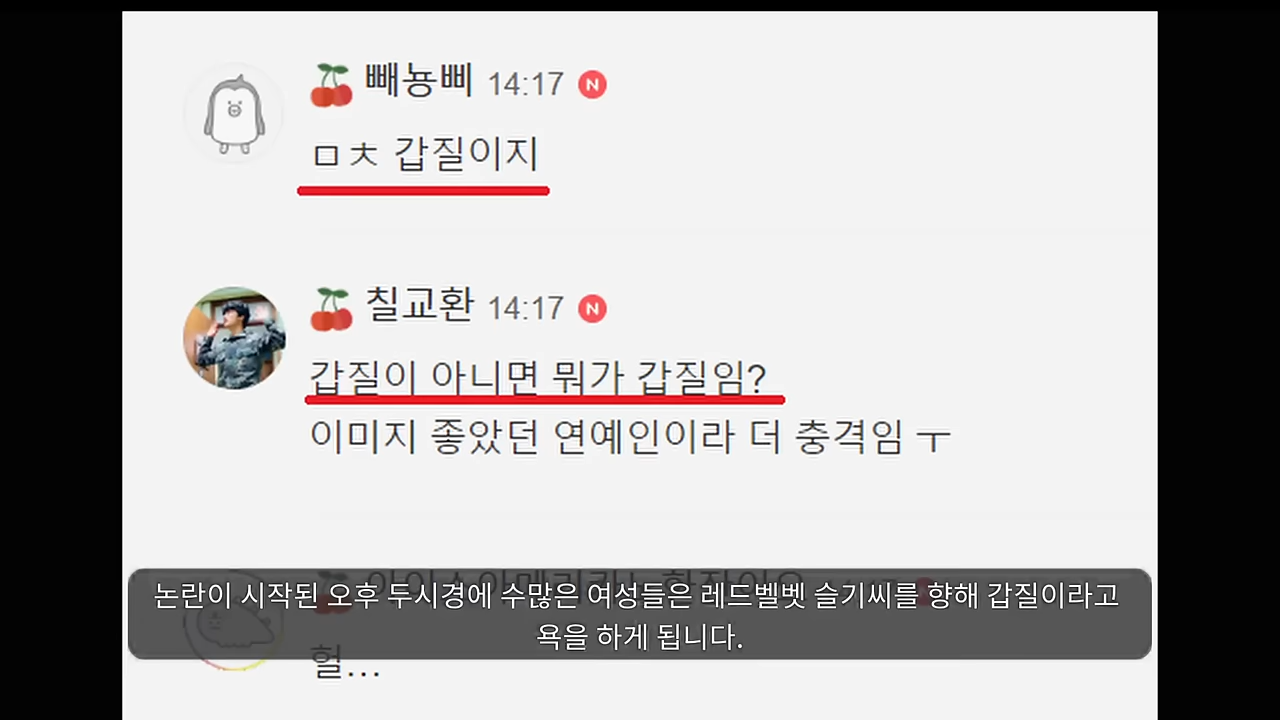 빼뇽삐 14:17 N
ㅁㅊ 갑질이지
칠교환 14:17 N
갑질이 아니면 뭐가 갑질임?
이미지 좋았던 연예인이라 더 충격임 ㅜ
논란이 시작된 오후 두시경에 수많은 여성들은 레드벨벳 슬기씨를 향해 갑질이라고
욕을 하게 됩니다.
헐...